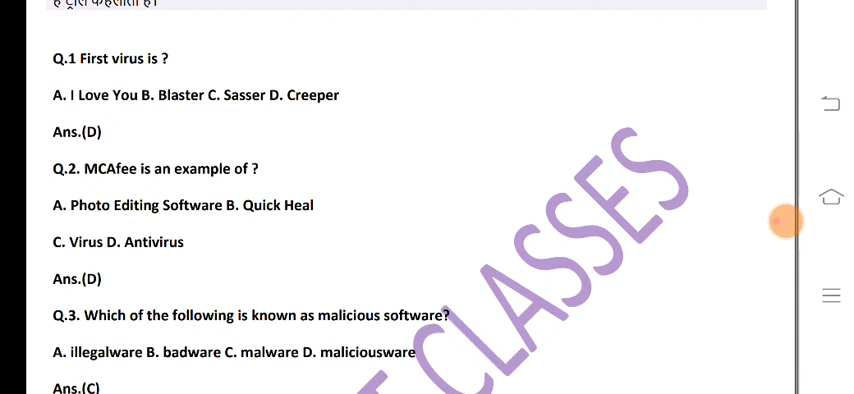 है ट्रोल कहलाता है।
Q.1 First virus is ?
A. I Love You B. Blaster C. Sasser D. Creeper
Ans.(D)
Q.2. MCAfee is an example of ?
A. Photo Editing Software B. Quick Heal
C. Virus D. Antivirus
Ans.(D)
Q.3. Which of the following is known as malicious software?
A. illegalware B. badware C. malware D. maliciousware
Ans.(C)
CLASSES